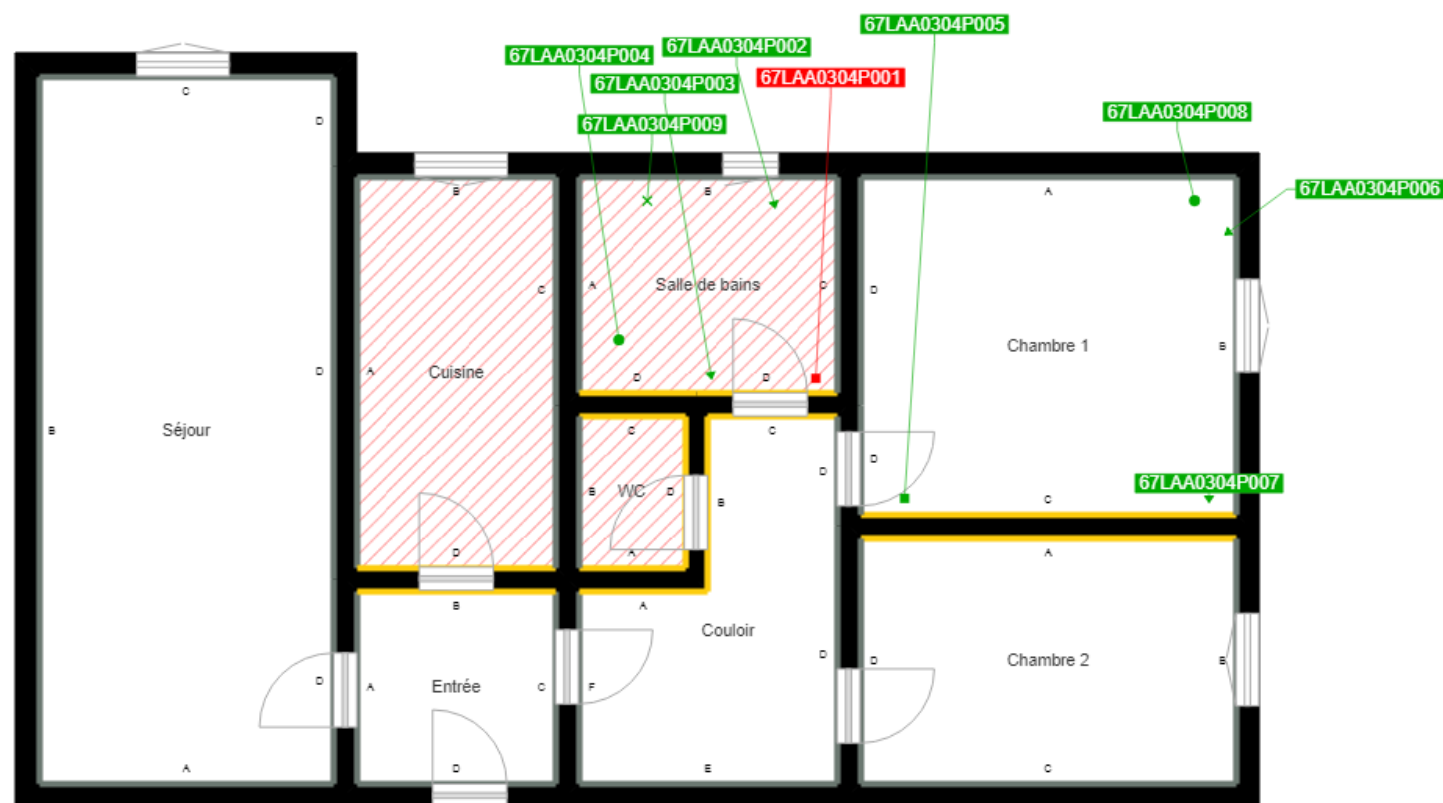 67LAA0304P005
67LAA0304P004
67LAA0304P002
67LAA0304P003
67LAA0304P001
67LAA0304P009
67LAA0304P008
67LAA0304P006
C
D
B
B
A
A
C
D
Salle de bains
C
D
A
B
Chambre 1
D
A
Cuisine
B
Séjour
D
D
D
C
C
D
D
B
WC
D
B
C
67LAA0304P007
D
A
A
B
A
Couloir
D
D
Chambre 2
B
D
A
Entrée
C
F
A
D
E
C